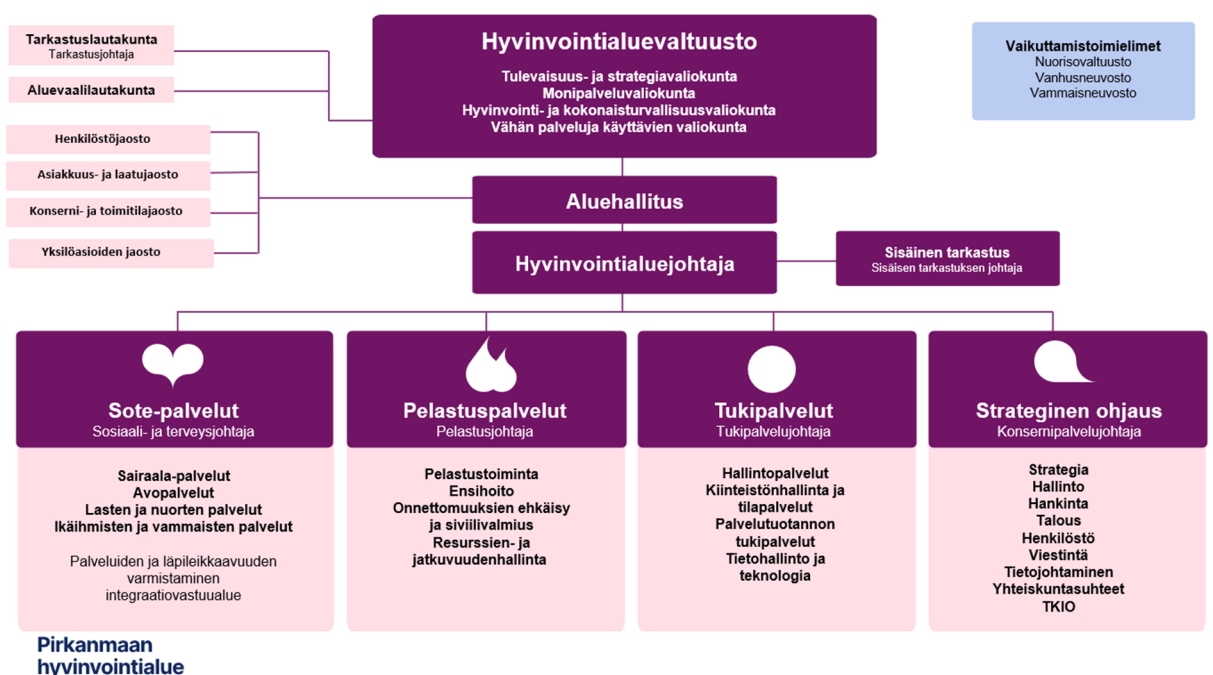 Tarkastuslautakunta
Tarkastusjohtaja
Aluevaalilautakunta
Henkilöstöjaosto
Asiakkuus- ja laatujaosto
Konserni- ja toimitilajaosto
Yksilöasioiden jaosto
Hyvinvointialuevaltuusto
Tulevaisuus- ja strategiavaliokunta
Monipalveluvaliokunta
Hyvinvointi- ja kokonaisturvallisuusvaliokunta
Vähän palveluja käyttävien valiokunta
Vaikuttamistoimielimet
Nuorisovaltuusto
Vanhusneuvosto
Vammaisneuvosto
Aluehallitus
Hyvinvointialuejohtaja
Sisäinen tarkastus
Sisäisen tarkastuksen johtaja
Sote-palvelut
Sosiaali- ja terveysjohtaja
Sairaala-palvelut
Avopalvelut
Lasten ja nuorten palvelut
Ikäihmisten ja vammaisten palvelut
Palveluiden ja läpileikkaavuuden
varmistaminen
integraatiovastuualue
Pelastuspalvelut
Pelastusjohtaja
Pelastustoiminta
Ensihoito
Onnettomuuksien ehkäisy
ja siviilivalmius
Resurssien- ja
jatkuvuudenhallinta
Tukipalvelut
Tukipalvelujohtaja
Hallintopalvelut
Kiinteistönhallinta ja
tilapalvelut
Palvelutuotannon
tukipalvelut
Tietohallinto ja
teknologia
Strateginen ohjaus
Konsernipalvelujohtaja
Strategia
Hallinto
Hankinta
Talous
Henkilöstö
Viestintä
Tietojohtaminen
Yhteiskuntasuhteet
TKIO
Pirkanmaan
hyvinvointialue